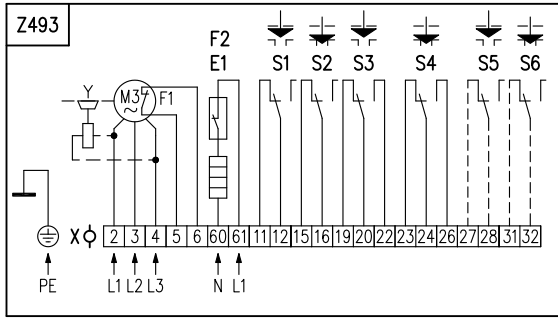 Z493
F2
E1 S1 S2 S3 S4 S5 S6
Y M3 ~ F1
X 2 3 4 5 6 60 61 11 12 15 16 19 20 22 23 24 26 27 28 31 32
PE L1 L2 L3 N L1